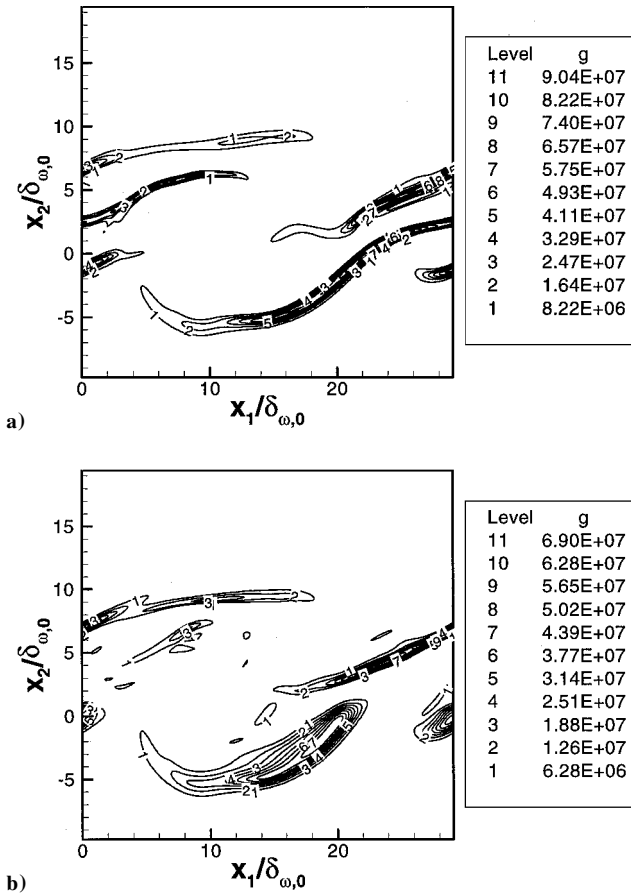 15
10
5
0
-5
0
10
20
x₂/δω,0
x₁/δω,0
Level g
11 9.04E+07
10 8.22E+07
9 7.40E+07
8 6.57E+07
7 5.75E+07
6 4.93E+07
5 4.11E+07
4 3.29E+07
3 2.47E+07
2 1.64E+07
1 8.22E+06
a)
15
10
5
0
-5
0
10
20
x₂/δω,0
x₁/δω,0
Level g
11 6.90E+07
10 6.28E+07
9 5.65E+07
8 5.02E+07
7 4.39E+07
6 3.77E+07
5 3.14E+07
4 2.51E+07
3 1.88E+07
2 1.26E+07
1 6.28E+06
b)